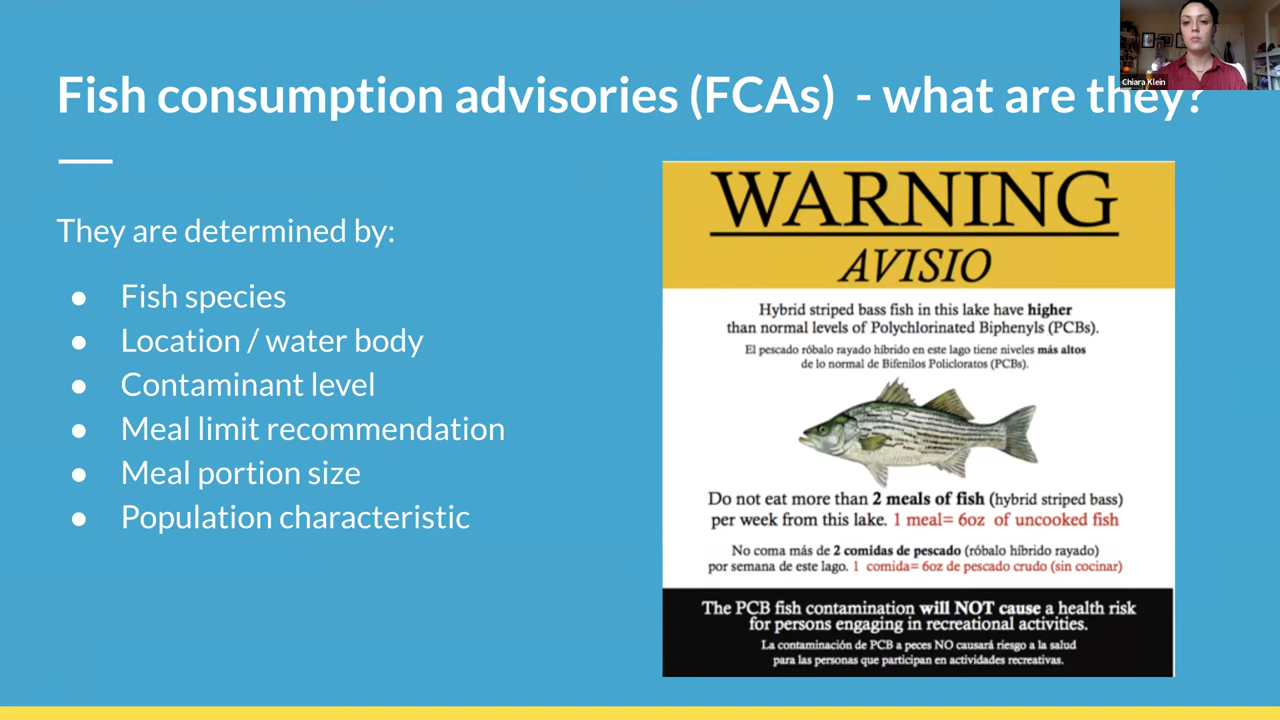 Chiara Klein
Fish consumption advisories (FCAs) - what are they?
They are determined by:
● Fish species
● Location / water body
● Contaminant level
● Meal limit recommendation
● Meal portion size
● Population characteristic
WARNING
AVISIO
Hybrid striped bass fish in this lake have higher
than normal levels of Polychlorinated Biphenyls (PCBs).
El pescado róbalo rayado híbrido en este lago tiene niveles más altos
de lo normal de Bifenilos Policloratos (PCBs).
Do not eat more than 2 meals of fish (hybrid striped bass)
per week from this lake. 1 meal= 6oz of uncooked fish
No coma más de 2 comidas de pescado (róbalo híbrido rayado)
por semana de este lago. 1 comida= 6oz de pescado crudo (sin cocinar)
The PCB fish contamination will NOT cause a health risk
for persons engaging in recreational activities.
La contaminación de PCB a peces NO causará riesgo a la salud
para las personas que participan en actividades recreativas.